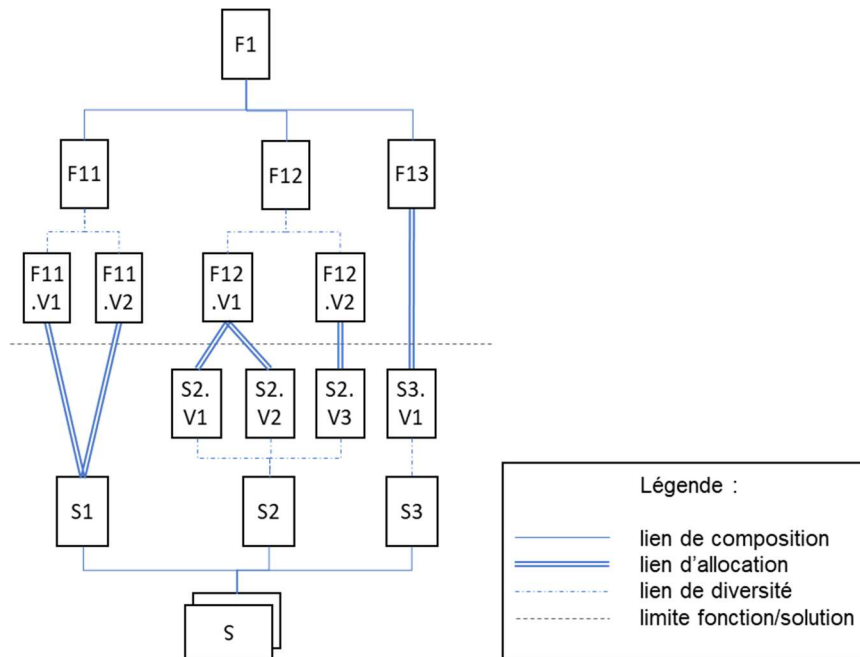 F1
F11
F12
F13
F11
.V1
F11
.V2
F12
.V1
F12
.V2
S2.
V1
S2.
V2
S2.
V3
S3.
V1
S1
S2
S3
S
Légende :
lien de composition
lien d'allocation
lien de diversité
limite fonction/solution